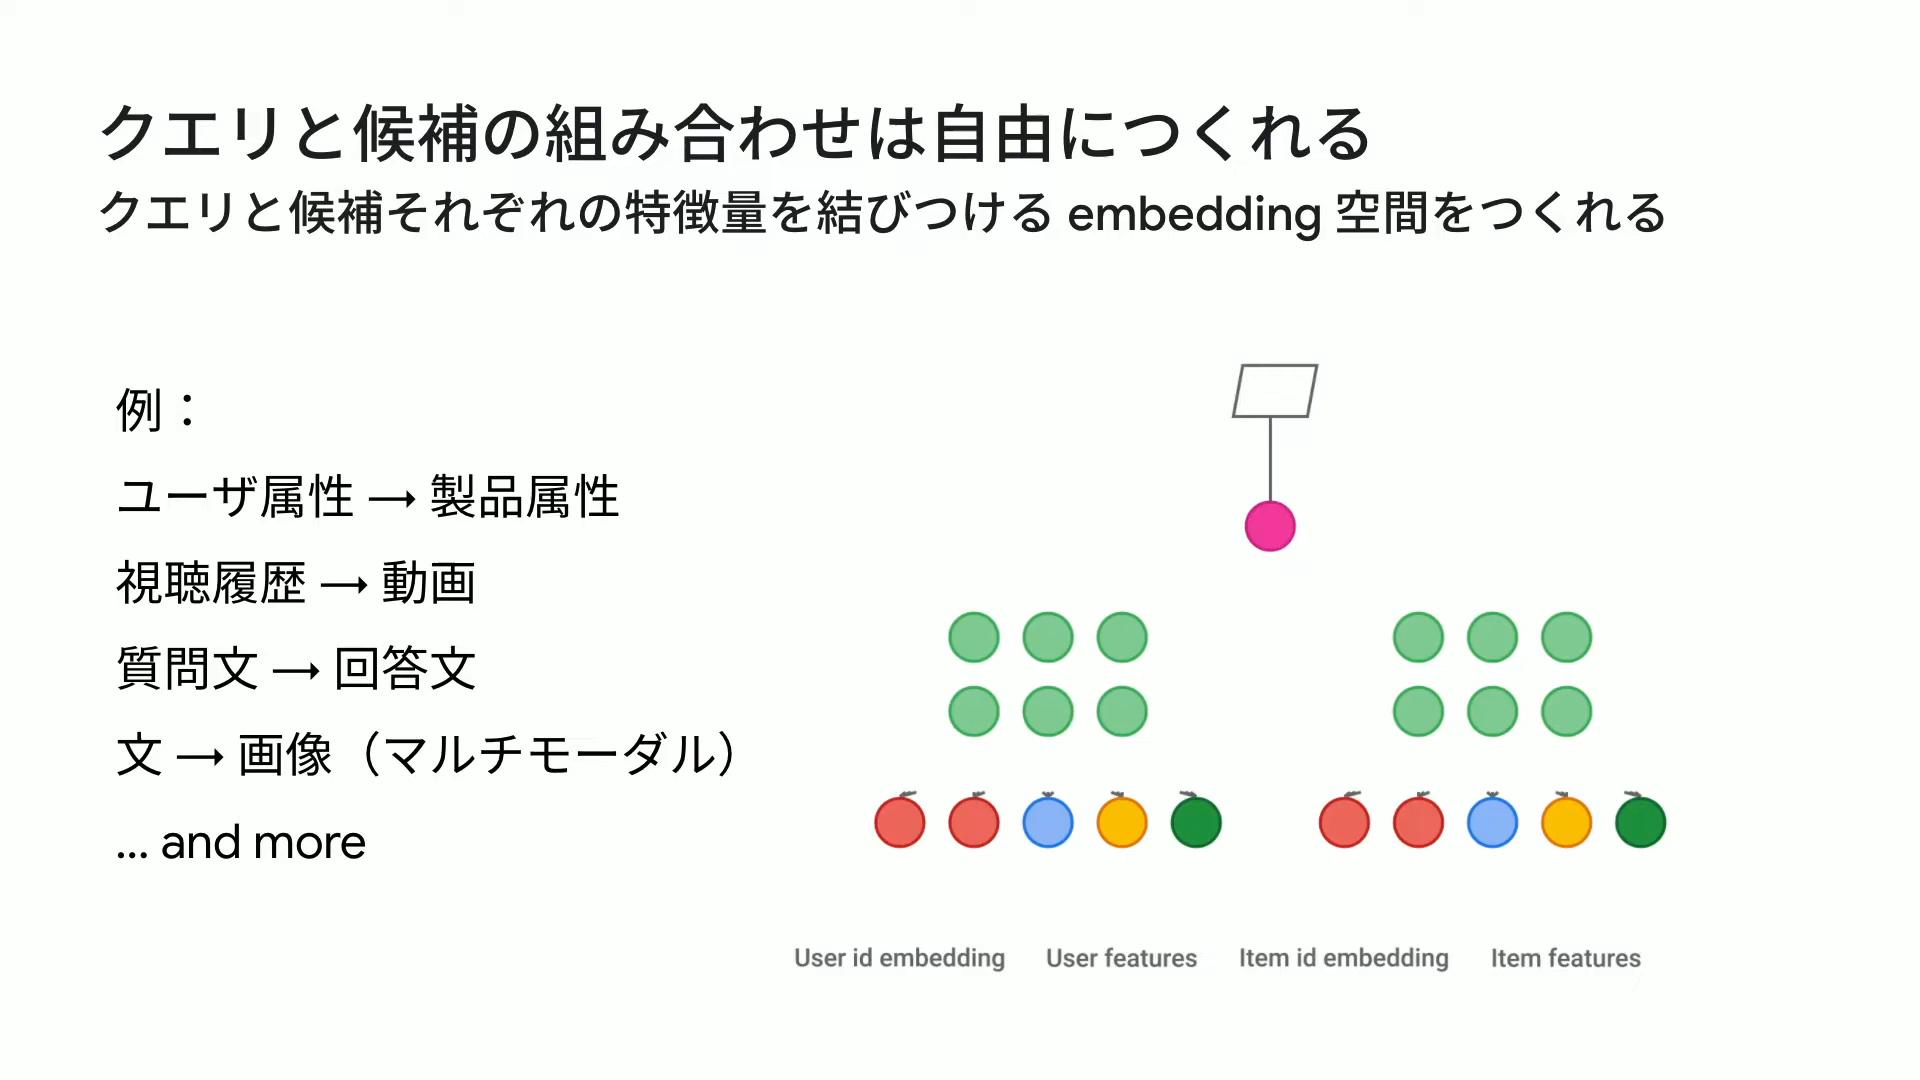 クエリと候補の組み合わせは自由につくれる
クエリと候補それぞれの特徴量を結びつける embedding 空間をつくれる
例：
ユーザ属性 → 製品属性
視聴履歴 → 動画
質問文 → 回答文
文 → 画像（マルチモーダル）
... and more
User id embedding User features Item id embedding Item features